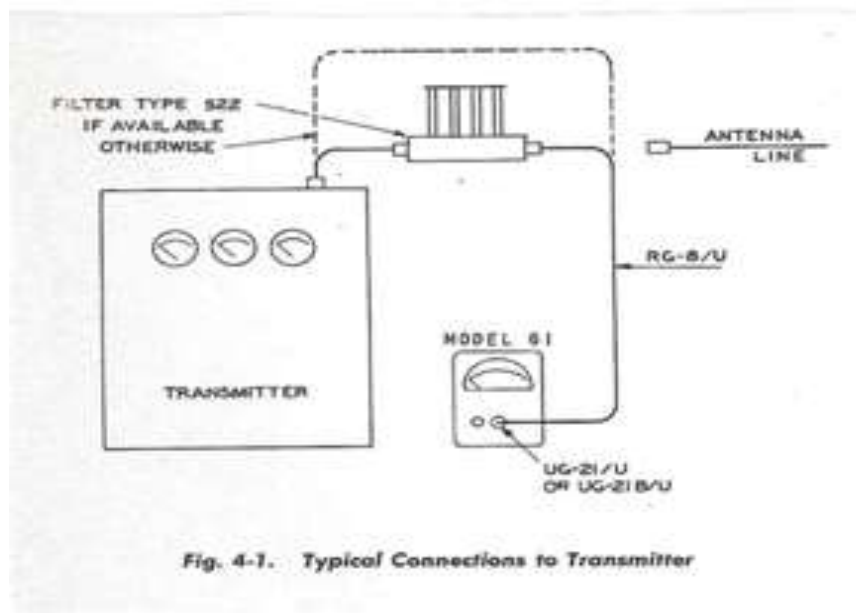 FILTER TYPE 522
IF AVAILABLE
OTHERWISE
ANTENNA
LINE
RG-8/U
MODEL 61
TRANSMITTER
UG-21/U
OR UG-21B/U
Fig. 4-1. Typical Connections to Transmitter